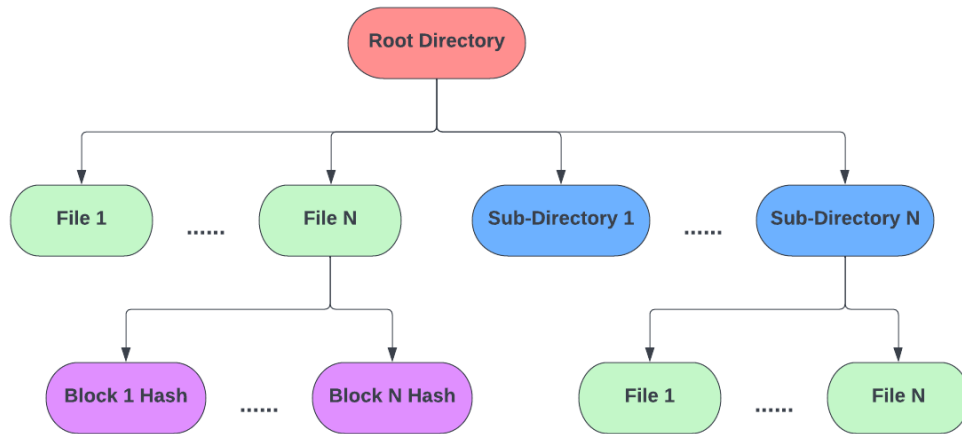 Root Directory
File 1
......
File N
Sub-Directory 1
......
Sub-Directory N
Block 1 Hash
......
Block N Hash
File 1
......
File N